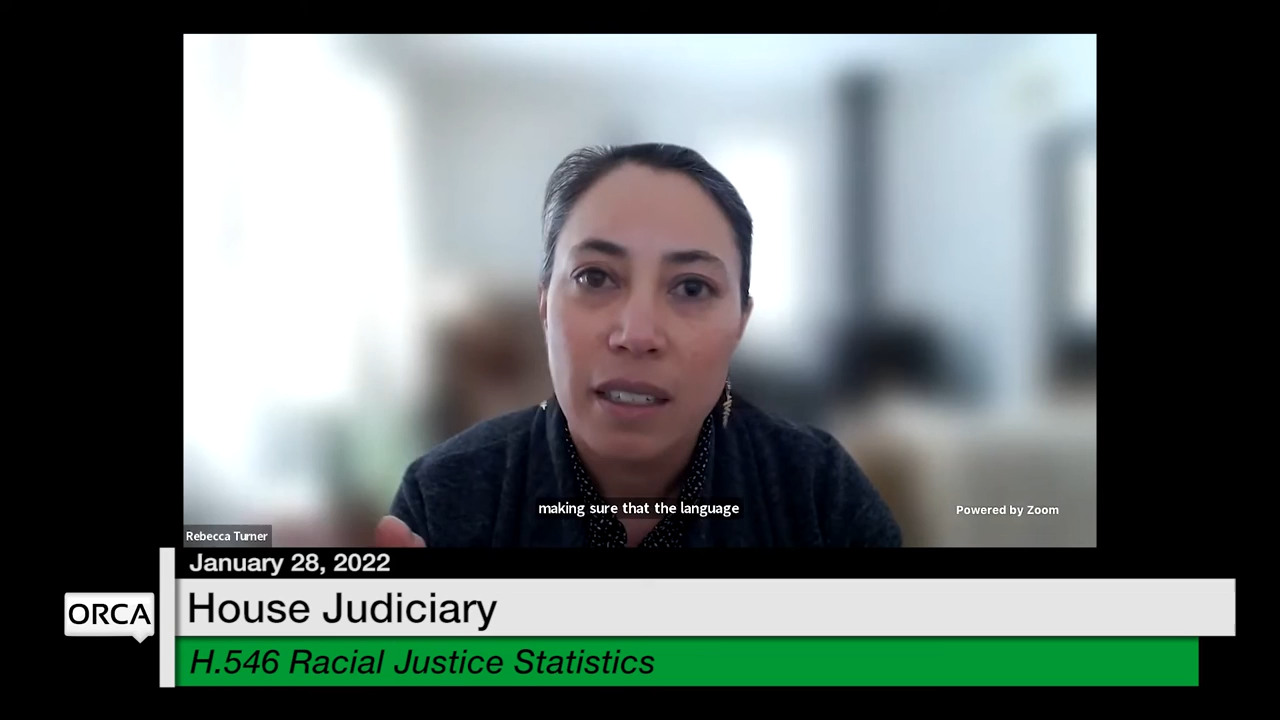 making sure that the language
Powered by Zoom
Rebecca Turner
January 28, 2022
House Judiciary
ORCA
H.546 Racial Justice Statistics